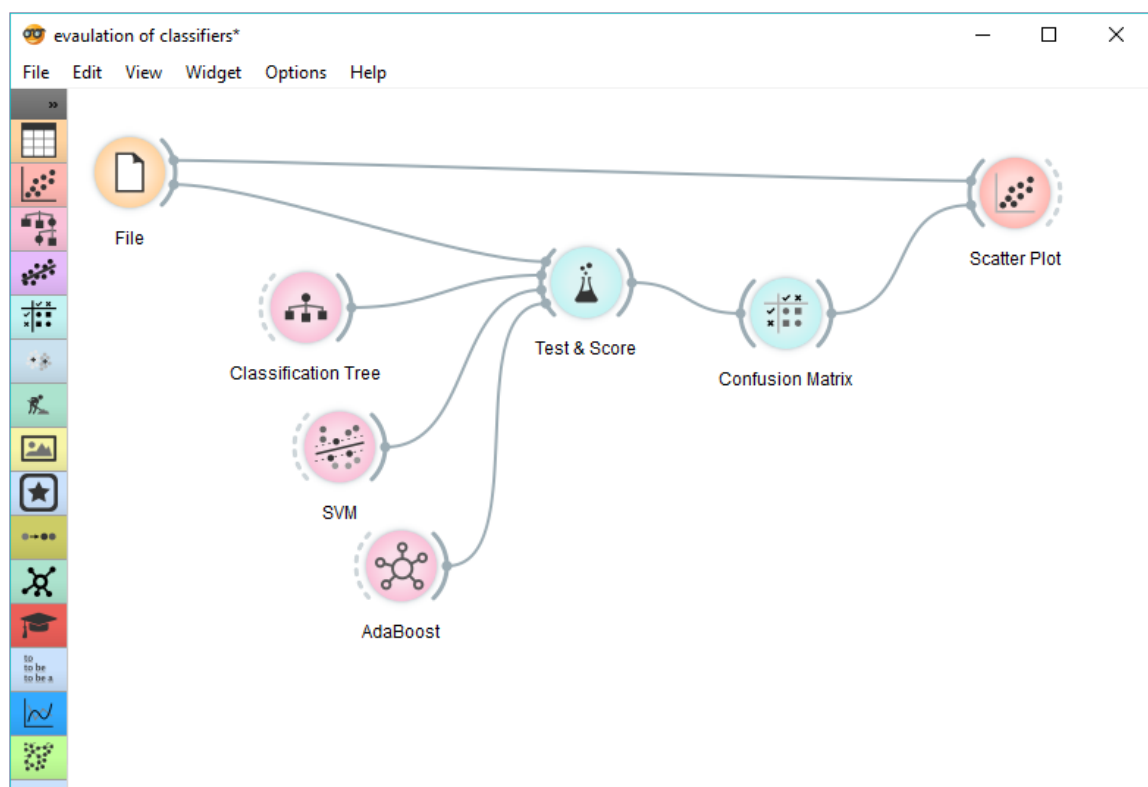 evaulation of classifiers*
File Edit View Widget Options Help
»
File
Scatter Plot
Test & Score
Classification Tree
Confusion Matrix
SVM
AdaBoost
to
to be
to be a